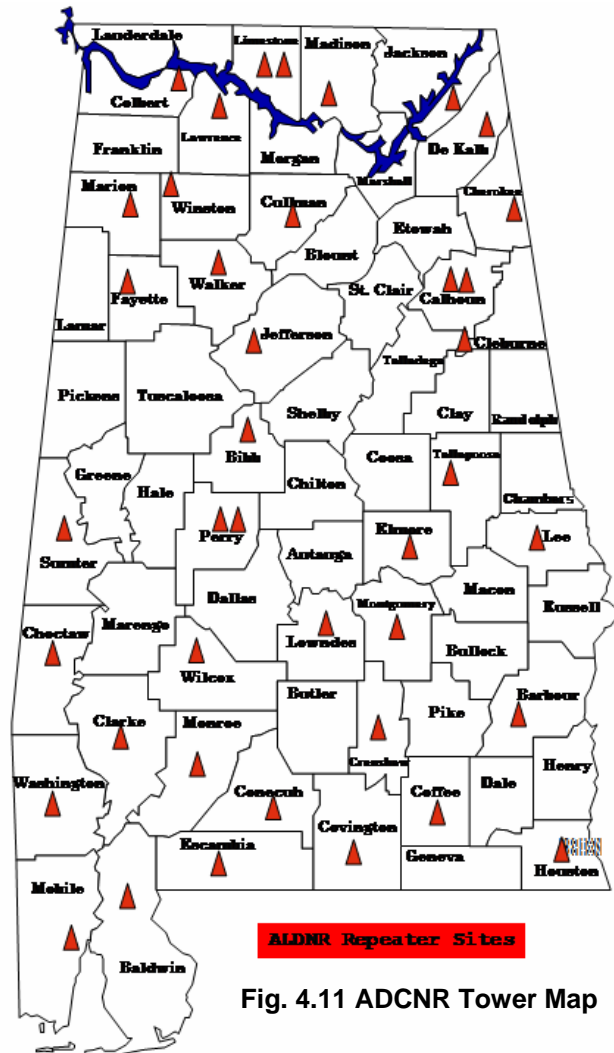 Lauderdale
Limestone
Madison
Jackson
Colbert
Lawrence
Franklin
Morgan
De Kalb
Marshall
Marion
Winston
Cullman
Cherokee
Etowah
Blount
Walker
St. Clair
Fayette
Calhoun
Lamar
Jefferson
Cleburne
Talladega
Pickens
Tuscaloosa
Shelby
Clay
Randolph
Bibb
Coosa
Tallapoosa
Greene
Hale
Chilton
Chambers
Perry
Elmore
Lee
Sumter
Autauga
Dallas
Macon
Marengo
Montgomery
Russell
Choctaw
Lowndes
Bullock
Wilcox
Butler
Barbour
Clarke
Monroe
Pike
Crenshaw
Henry
Washington
Conecuh
Coffee
Dale
Covington
Escambia
Geneva
Houston
Mobile
Baldwin
ALDNR Repeater Sites
Fig. 4.11 ADCNR Tower Map